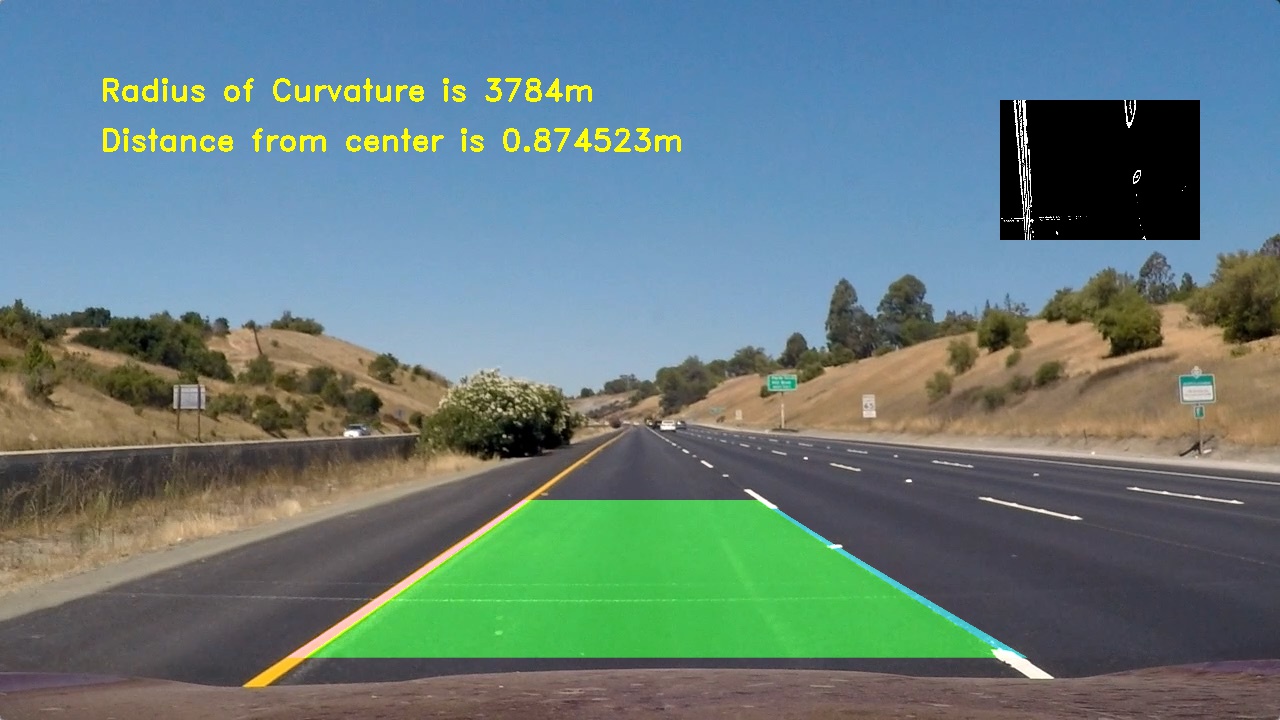 Radius of Curvature is 3784m
Distance from center is 0.874523m